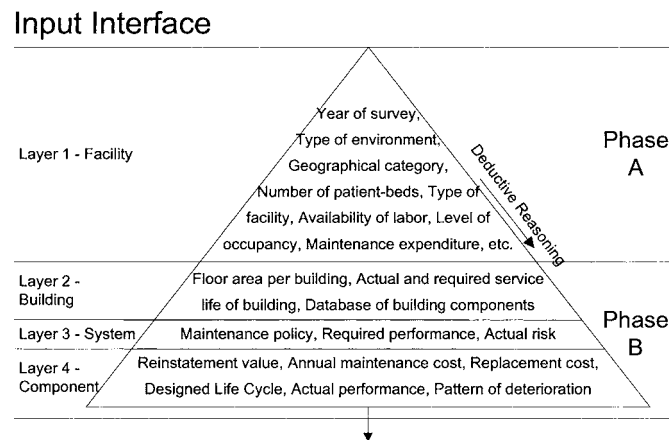 Input Interface
Year of survey,
Type of environment,
Layer 1 - Facility
Geographical category,
Number of patient-beds, Type of
facility, Availability of labor, Level of
occupancy, Maintenance expenditure, etc.
Deductive Reasoning
Phase
A
Layer 2 -
Building
Floor area per building, Actual and required service
life of building, Database of building components
Layer 3 - System
Maintenance policy, Required performance, Actual risk
Phase
B
Layer 4 -
Component
Reinstatement value, Annual maintenance cost, Replacement cost,
Designed Life Cycle, Actual performance, Pattern of deterioration